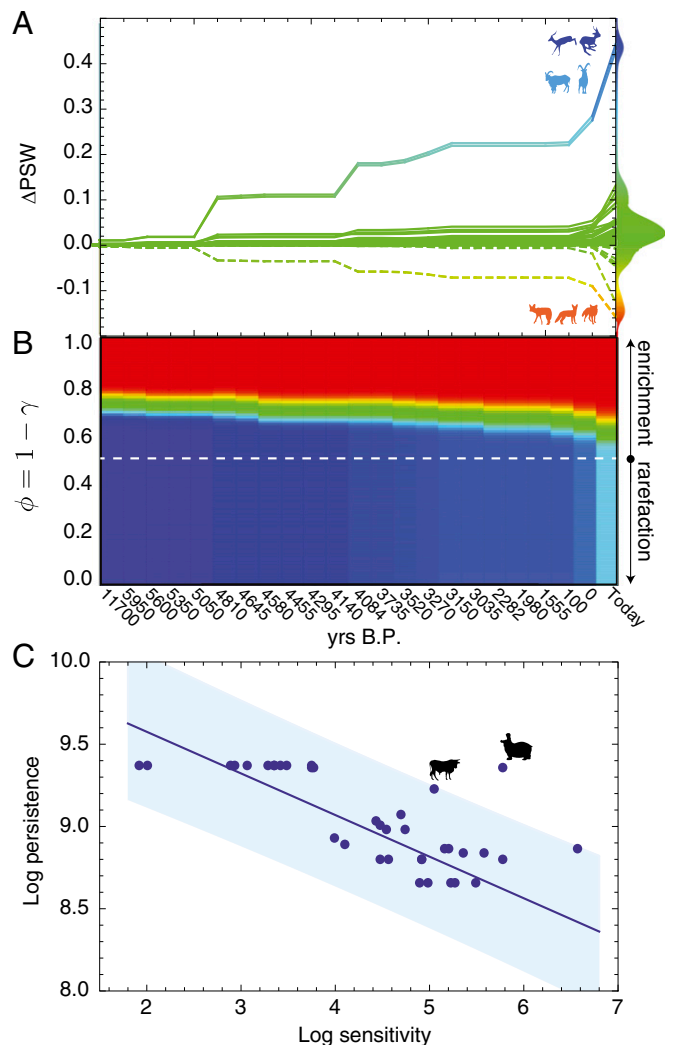 A
0.4
0.3
0.2
0.1
0.0
-0.1
ΔPSW
B
1.0
0.8
0.6
0.4
0.2
0.0
ϕ = 1 − γ
enrichment
rarefaction
11700 5950 5600 5350 5050 4810 4645 4580 4455 4295 4140 4084 3735 3520 3270 3150 3035 2282 1980 1555 100 0 Today
yrs B.P.
C
10.0
9.5
9.0
8.5
8.0
Log persistence
2 3 4 5 6 7
Log sensitivity